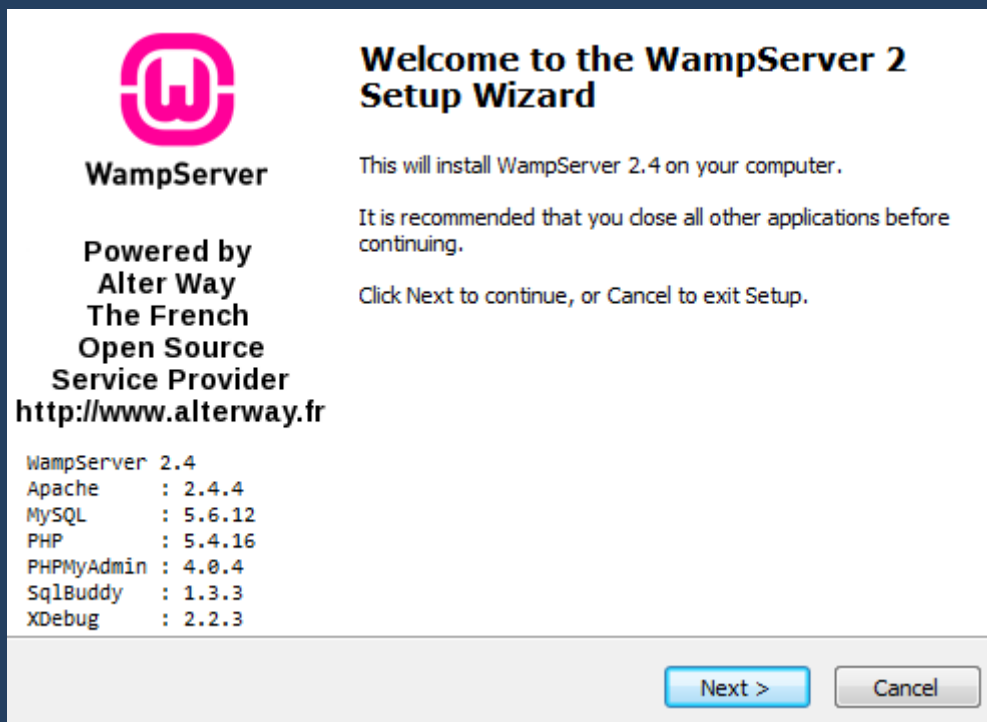 WampServer
Powered by
Alter Way
The French
Open Source
Service Provider
http://www.alterway.fr
WampServer 2.4
Apache : 2.4.4
MySQL : 5.6.12
PHP : 5.4.16
PHPMyAdmin : 4.0.4
SqlBuddy : 1.3.3
XDebug : 2.2.3
Welcome to the WampServer 2
Setup Wizard
This will install WampServer 2.4 on your computer.
It is recommended that you close all other applications before
continuing.
Click Next to continue, or Cancel to exit Setup.
Next >
Cancel